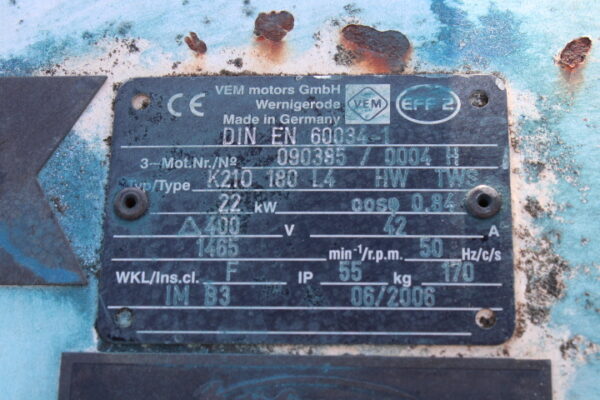 CE VEM motors GmbH
Wernigerode
Made in Germany
VEM EFF 2
DIN EN 60034-1
3~Mot.Nr./Nº 090385 / 0004 H
Typ/Type K21O 180 L4 HW TWS
22 kW cosφ 0.84
△ 400 V 42 A
1465 min⁻¹/r.p.m. 50 Hz/c/s
WKL/Ins.cl. F IP 55 kg 170
IM B3 06/2006